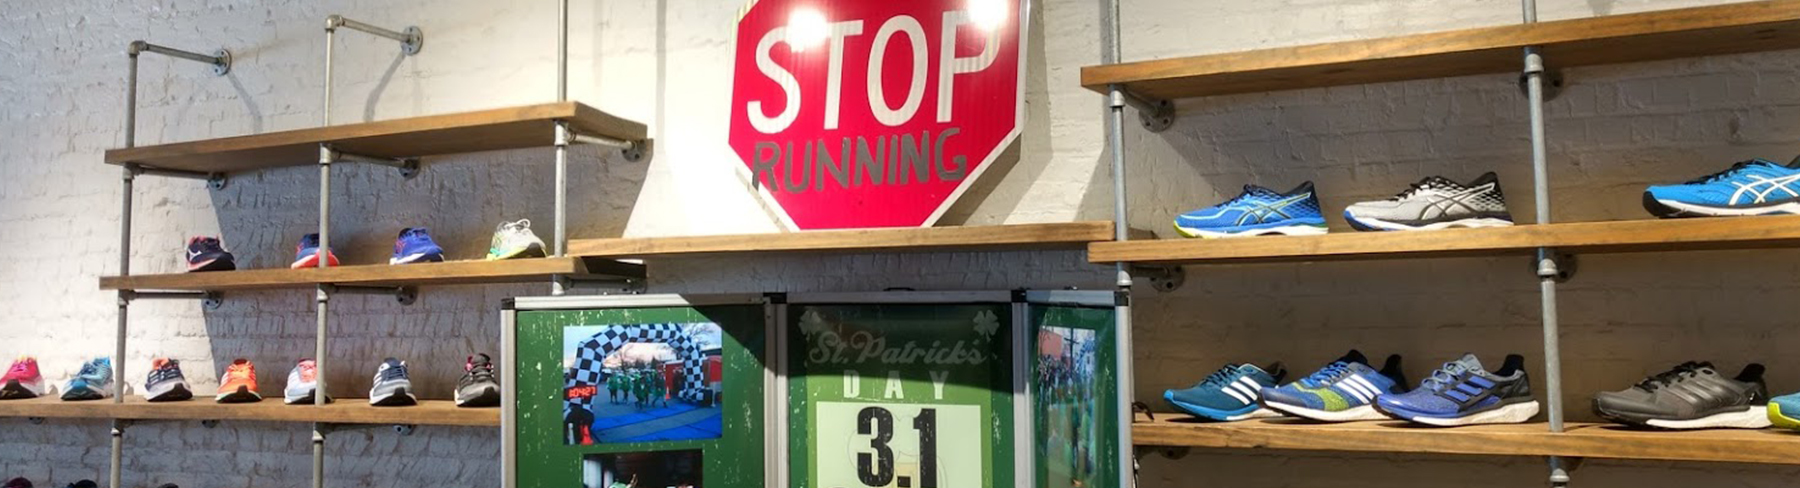 STOP
RUNNING
St. Patrick's
DAY
3.1